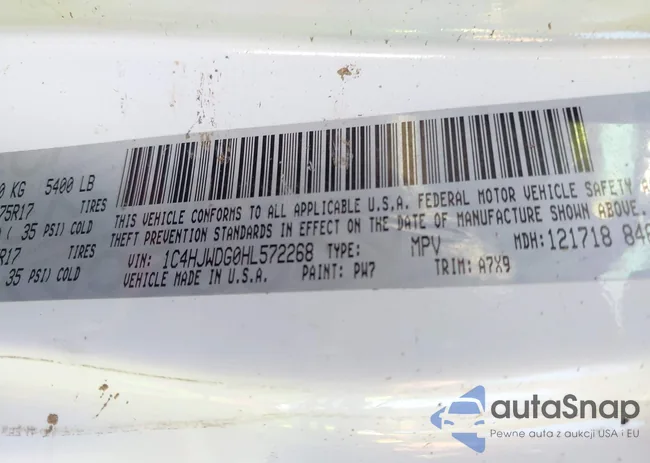 0 KG 5400 LB
75R17 TIRES
( 35 PSI) COLD
R17 TIRES
( 35 PSI) COLD
THIS VEHICLE CONFORMS TO ALL APPLICABLE U.S.A. FEDERAL MOTOR VEHICLE SAFETY A
THEFT PREVENTION STANDARDS IN EFFECT ON THE DATE OF MANUFACTURE SHOWN ABOVE.
VIN: 1C4HJWDG0HL572268 TYPE: MPV MDH: 121718 846
VEHICLE MADE IN U.S.A. PAINT: PW7 TRIM: A7X9
autaSnap
Pewne auta z aukcji USA i EU